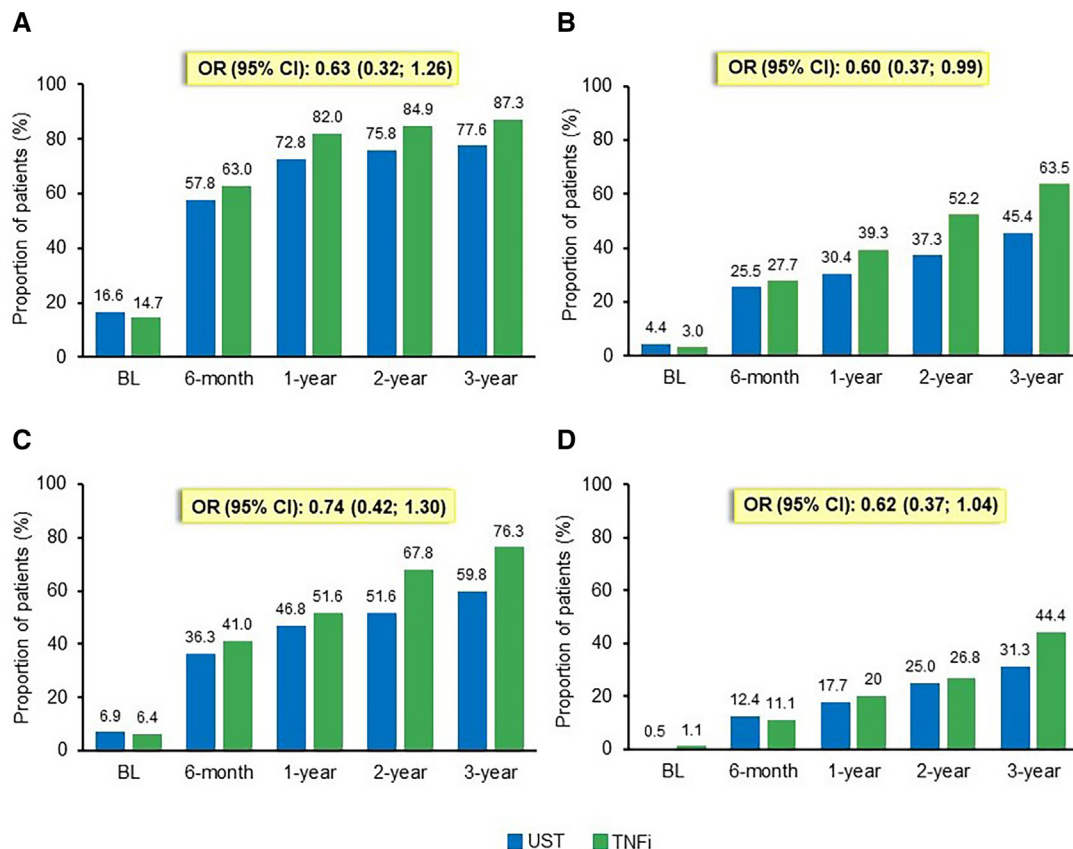 A
OR (95% CI): 0.63 (0.32; 1.26)
Proportion of patients (%)
100
80
60
40
20
0
16.6 14.7 57.8 63.0 72.8 82.0 75.8 84.9 77.6 87.3
BL 6-month 1-year 2-year 3-year
B
OR (95% CI): 0.60 (0.37; 0.99)
Proportion of patients (%)
100
80
60
40
20
0
4.4 3.0 25.5 27.7 30.4 39.3 37.3 52.2 45.4 63.5
BL 6-month 1-year 2-year 3-year
C
OR (95% CI): 0.74 (0.42; 1.30)
Proportion of patients (%)
100
80
60
40
20
0
6.9 6.4 36.3 41.0 46.8 51.6 51.6 67.8 59.8 76.3
BL 6-month 1-year 2-year 3-year
D
OR (95% CI): 0.62 (0.37; 1.04)
Proportion of patients (%)
100
80
60
40
20
0
0.5 1.1 12.4 11.1 17.7 20 25.0 26.8 31.3 44.4
BL 6-month 1-year 2-year 3-year
UST TNFi